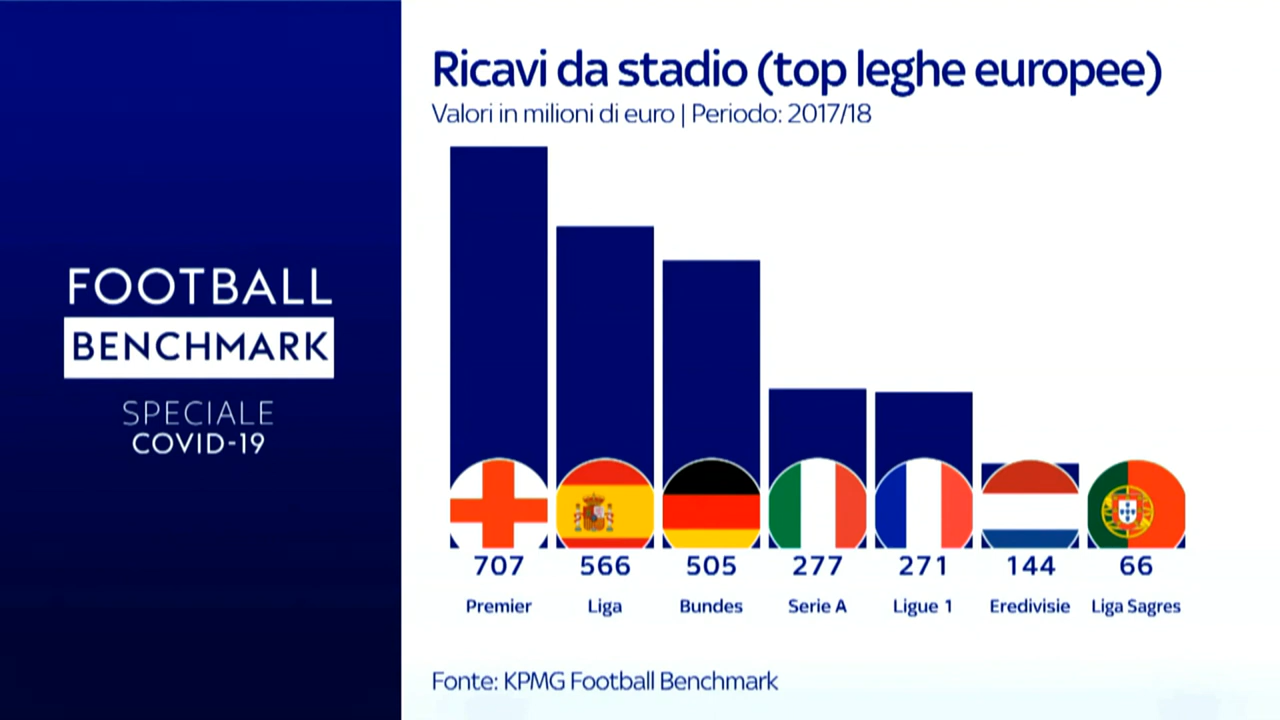 FOOTBALL
BENCHMARK
SPECIALE
COVID-19
Ricavi da stadio (top leghe europee)
Valori in milioni di euro | Periodo: 2017/18
707 566 505 277 271 144 66
Premier Liga Bundes Serie A Ligue 1 Eredivisie Liga Sagres
Fonte: KPMG Football Benchmark